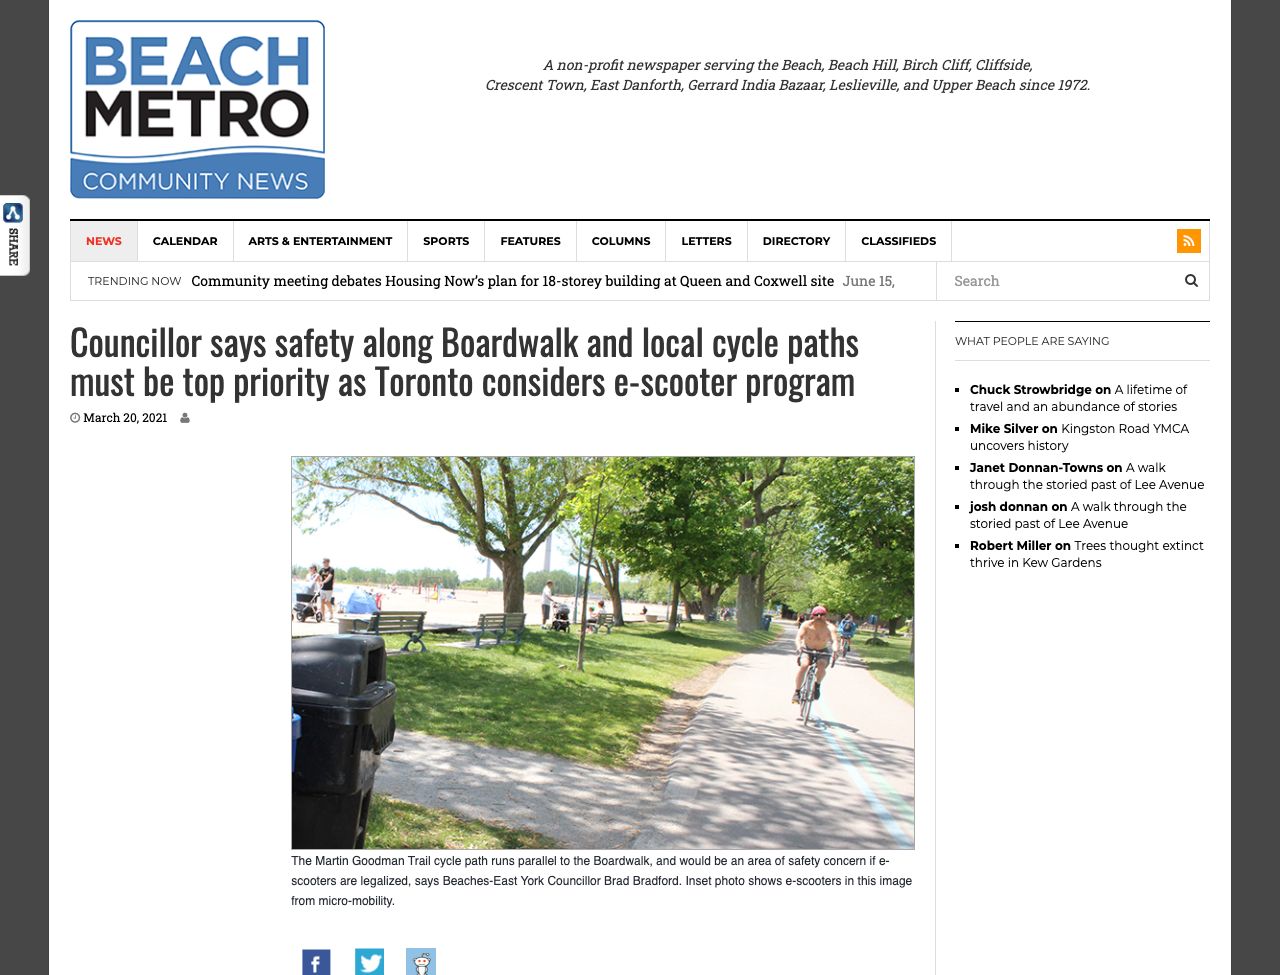 BEACH
METRO
COMMUNITY NEWS
A non-profit newspaper serving the Beach, Beach Hill, Birch Cliff, Cliffside,
Crescent Town, East Danforth, Gerrard India Bazaar, Leslieville, and Upper Beach since 1972.
SHARE
NEWS CALENDAR ARTS & ENTERTAINMENT SPORTS FEATURES COLUMNS LETTERS DIRECTORY CLASSIFIEDS
TRENDING NOW Community meeting debates Housing Now’s plan for 18-storey building at Queen and Coxwell site June 15,
Search
Councillor says safety along Boardwalk and local cycle paths
must be top priority as Toronto considers e-scooter program
March 20, 2021
The Martin Goodman Trail cycle path runs parallel to the Boardwalk, and would be an area of safety concern if e-
scooters are legalized, says Beaches-East York Councillor Brad Bradford. Inset photo shows e-scooters in this image
from micro-mobility.
WHAT PEOPLE ARE SAYING
Chuck Strowbridge on A lifetime of
travel and an abundance of stories
Mike Silver on Kingston Road YMCA
uncovers history
Janet Donnan-Towns on A walk
through the storied past of Lee Avenue
josh donnan on A walk through the
storied past of Lee Avenue
Robert Miller on Trees thought extinct
thrive in Kew Gardens